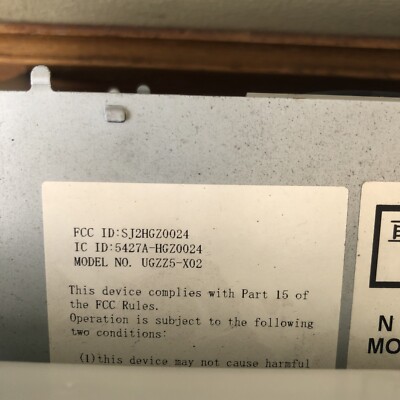 FCC ID:SJ2HGZ0024
IC ID:5427A-HGZ0024
MODEL NO. UGZZ5-X02
This device complies with Part 15 of
the FCC Rules.
Operation is subject to the following
two conditions:
(1)this device may not cause harmful
N
MO